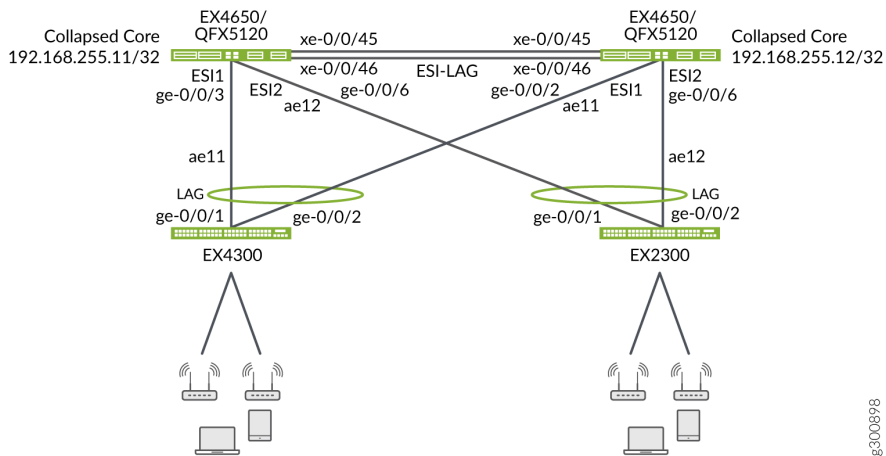 EX4650/
QFX5120
EX4650/
QFX5120
Collapsed Core
192.168.255.11/32
xe-0/0/45
xe-0/0/45
Collapsed Core
192.168.255.12/32
xe-0/0/46
ESI-LAG
xe-0/0/46
ESI1
ge-0/0/3
ESI2
ae12
ge-0/0/6
ge-0/0/2
ae11
ESI1
ESI2
ge-0/0/6
ae11
ae12
LAG
LAG
ge-0/0/1
ge-0/0/2
ge-0/0/1
ge-0/0/2
EX4300
EX2300
g300898